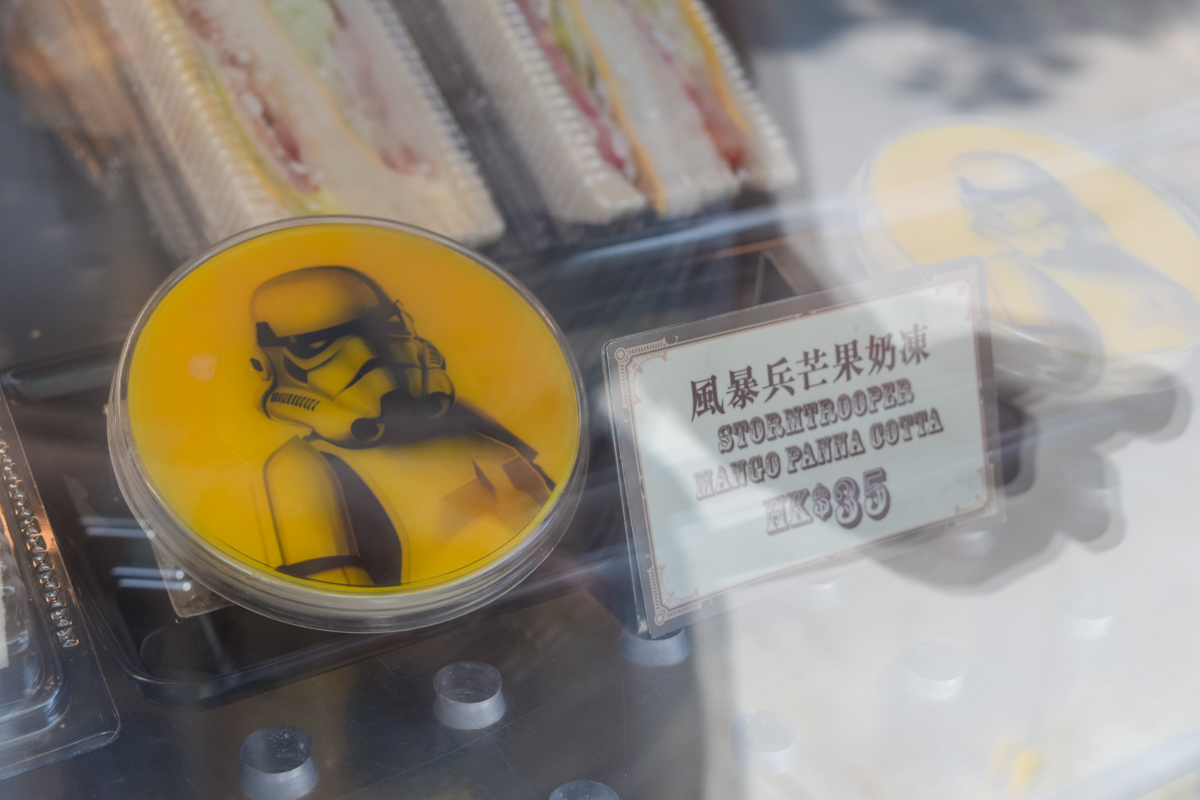 風暴兵芒果奶凍
STORMTROOPER
MANGO PANNA COTTA
HK$35